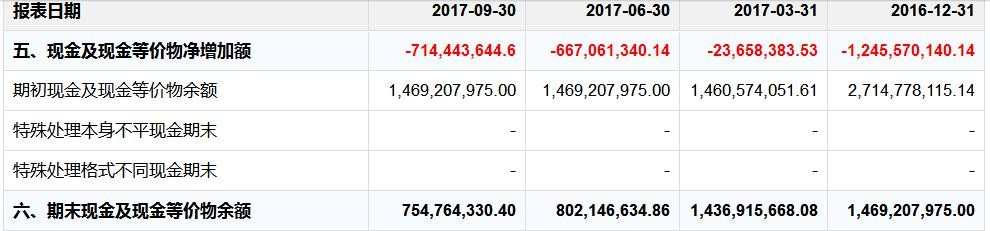 报表日期 2017-09-30 2017-06-30 2017-03-31 2016-12-31
五、现金及现金等价物净增加额 -714,443,644.6 -667,061,340.14 -23,658,383.53 -1,245,570,140.14
期初现金及现金等价物余额 1,469,207,975.00 1,469,207,975.00 1,460,574,051.61 2,714,778,115.14
特殊处理本身不平现金期末 - - - -
特殊处理格式不同现金期末 - - - -
六、期末现金及现金等价物余额 754,764,330.40 802,146,634.86 1,436,915,668.08 1,469,207,975.00